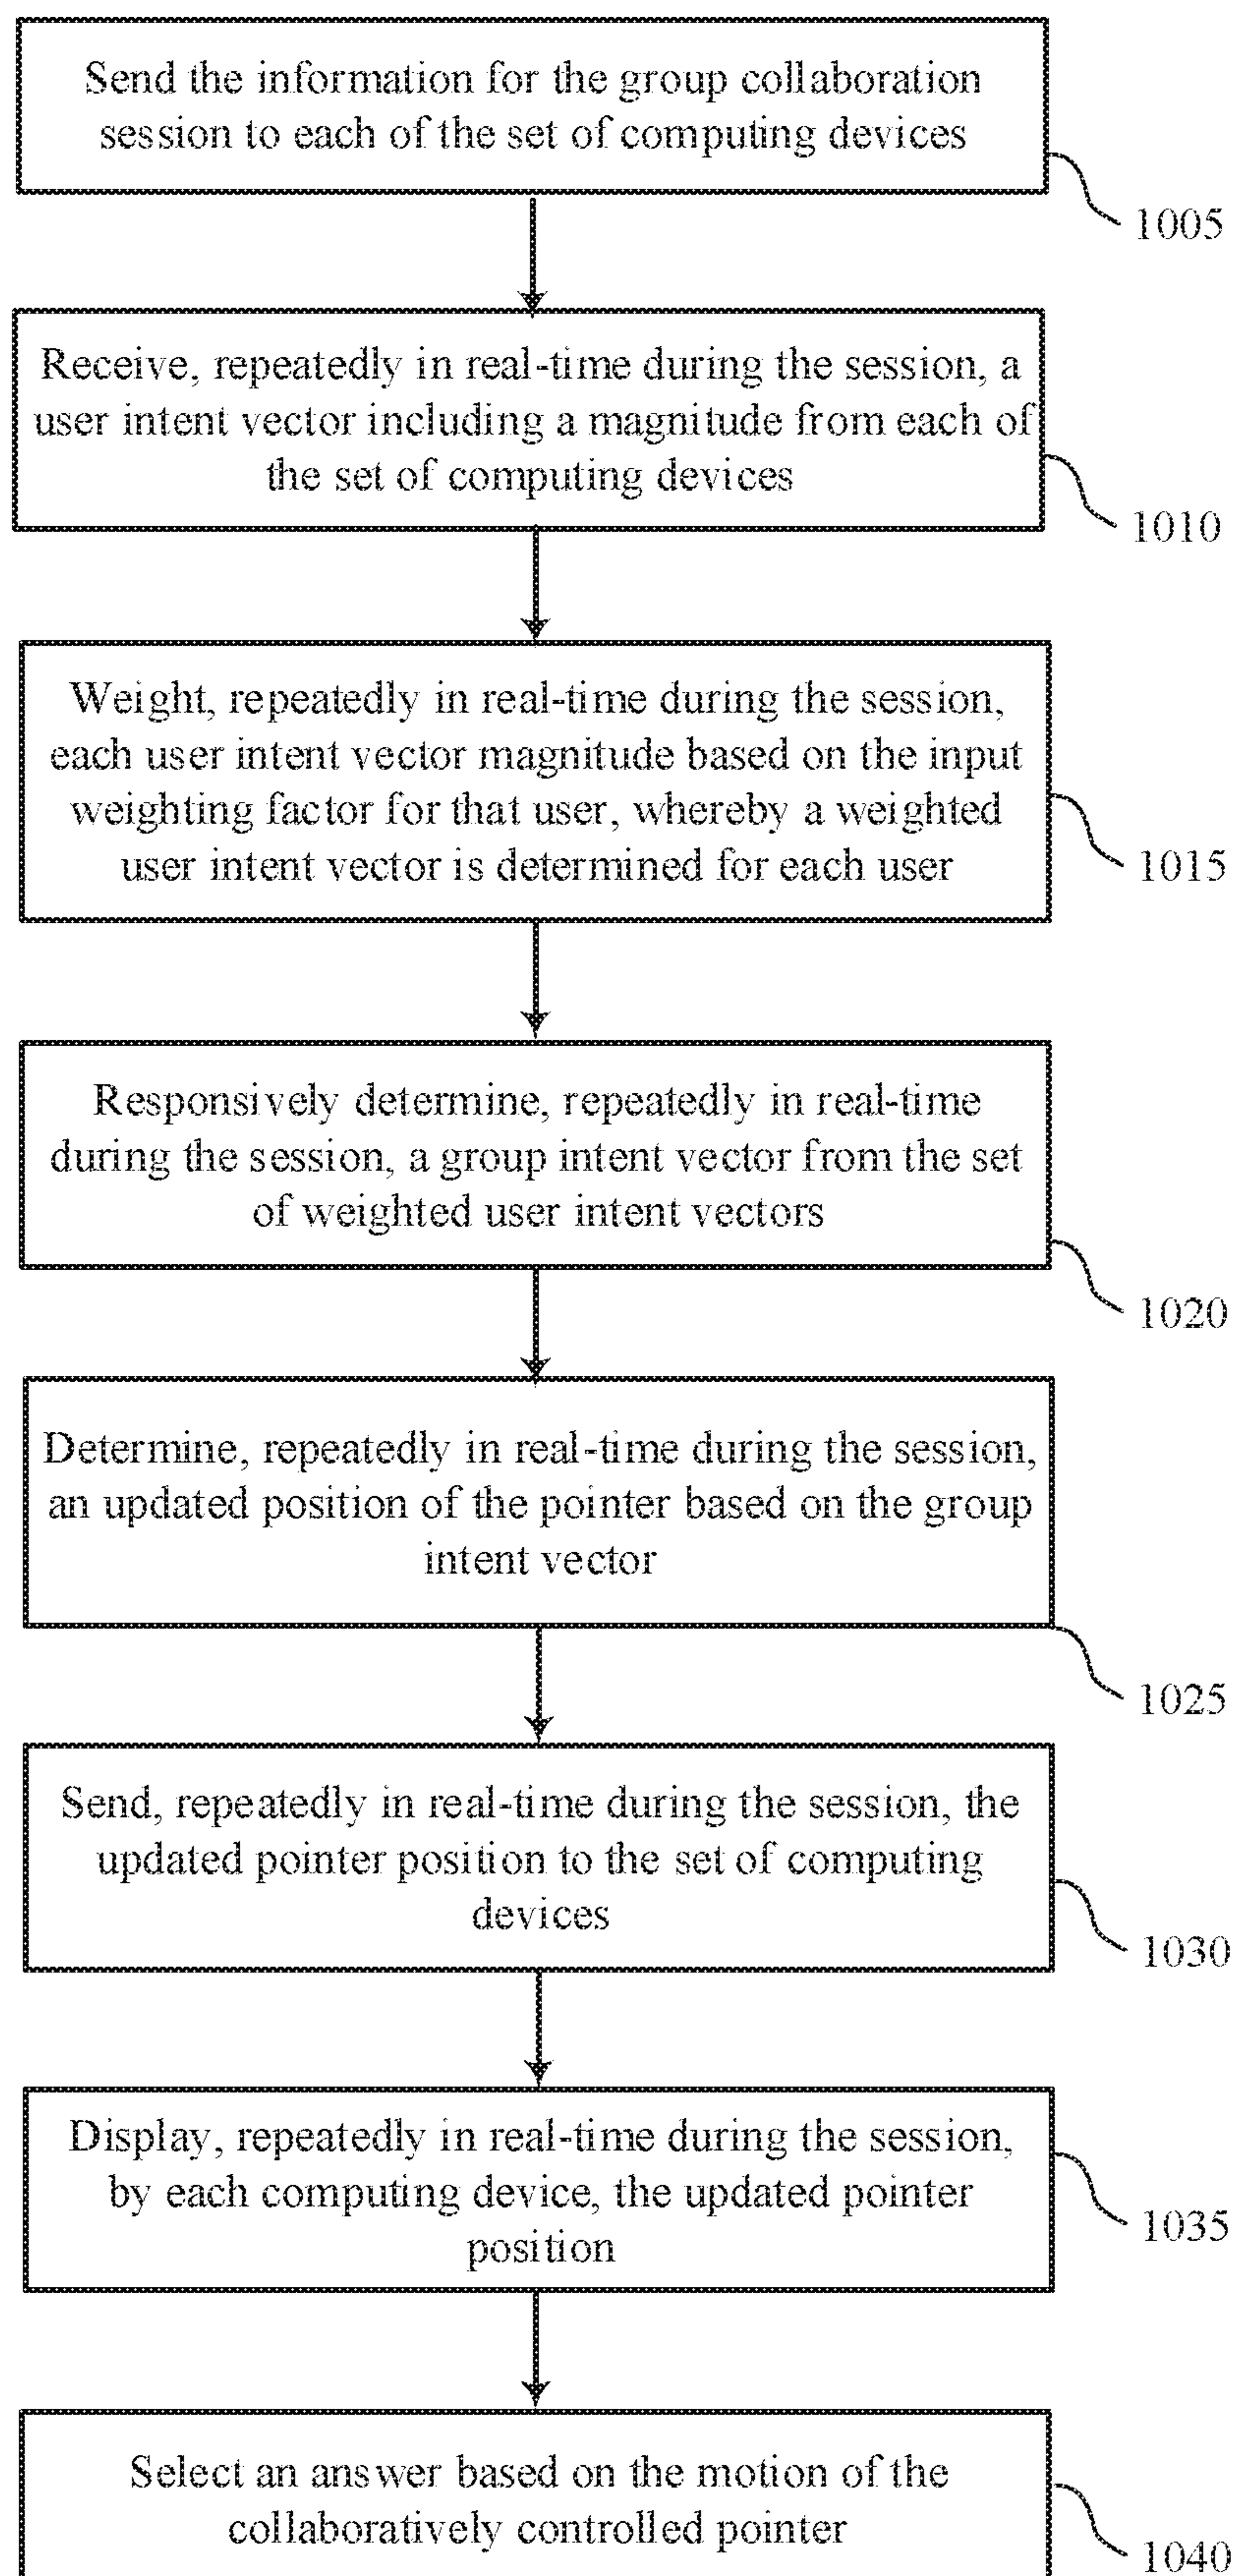 Send the information for the group collaboration
session to each of the set of computing devices
1005
Receive, repeatedly in real-time during the session, a
user intent vector including a magnitude from each of
the set of computing devices
1010
Weight, repeatedly in real-time during the session,
each user intent vector magnitude based on the input
weighting factor for that user, whereby a weighted
user intent vector is determined for each user
1015
Responsively determine, repeatedly in real-time
during the session, a group intent vector from the set
of weighted user intent vectors
1020
Determine, repeatedly in real-time during the session,
an updated position of the pointer based on the group
intent vector
1025
Send, repeatedly in real-time during the session, the
updated pointer position to the set of computing
devices
1030
Display, repeatedly in real-time during the session,
by each computing device, the updated pointer
position
1035
Select an answer based on the motion of the
collaboratively controlled pointer
1040